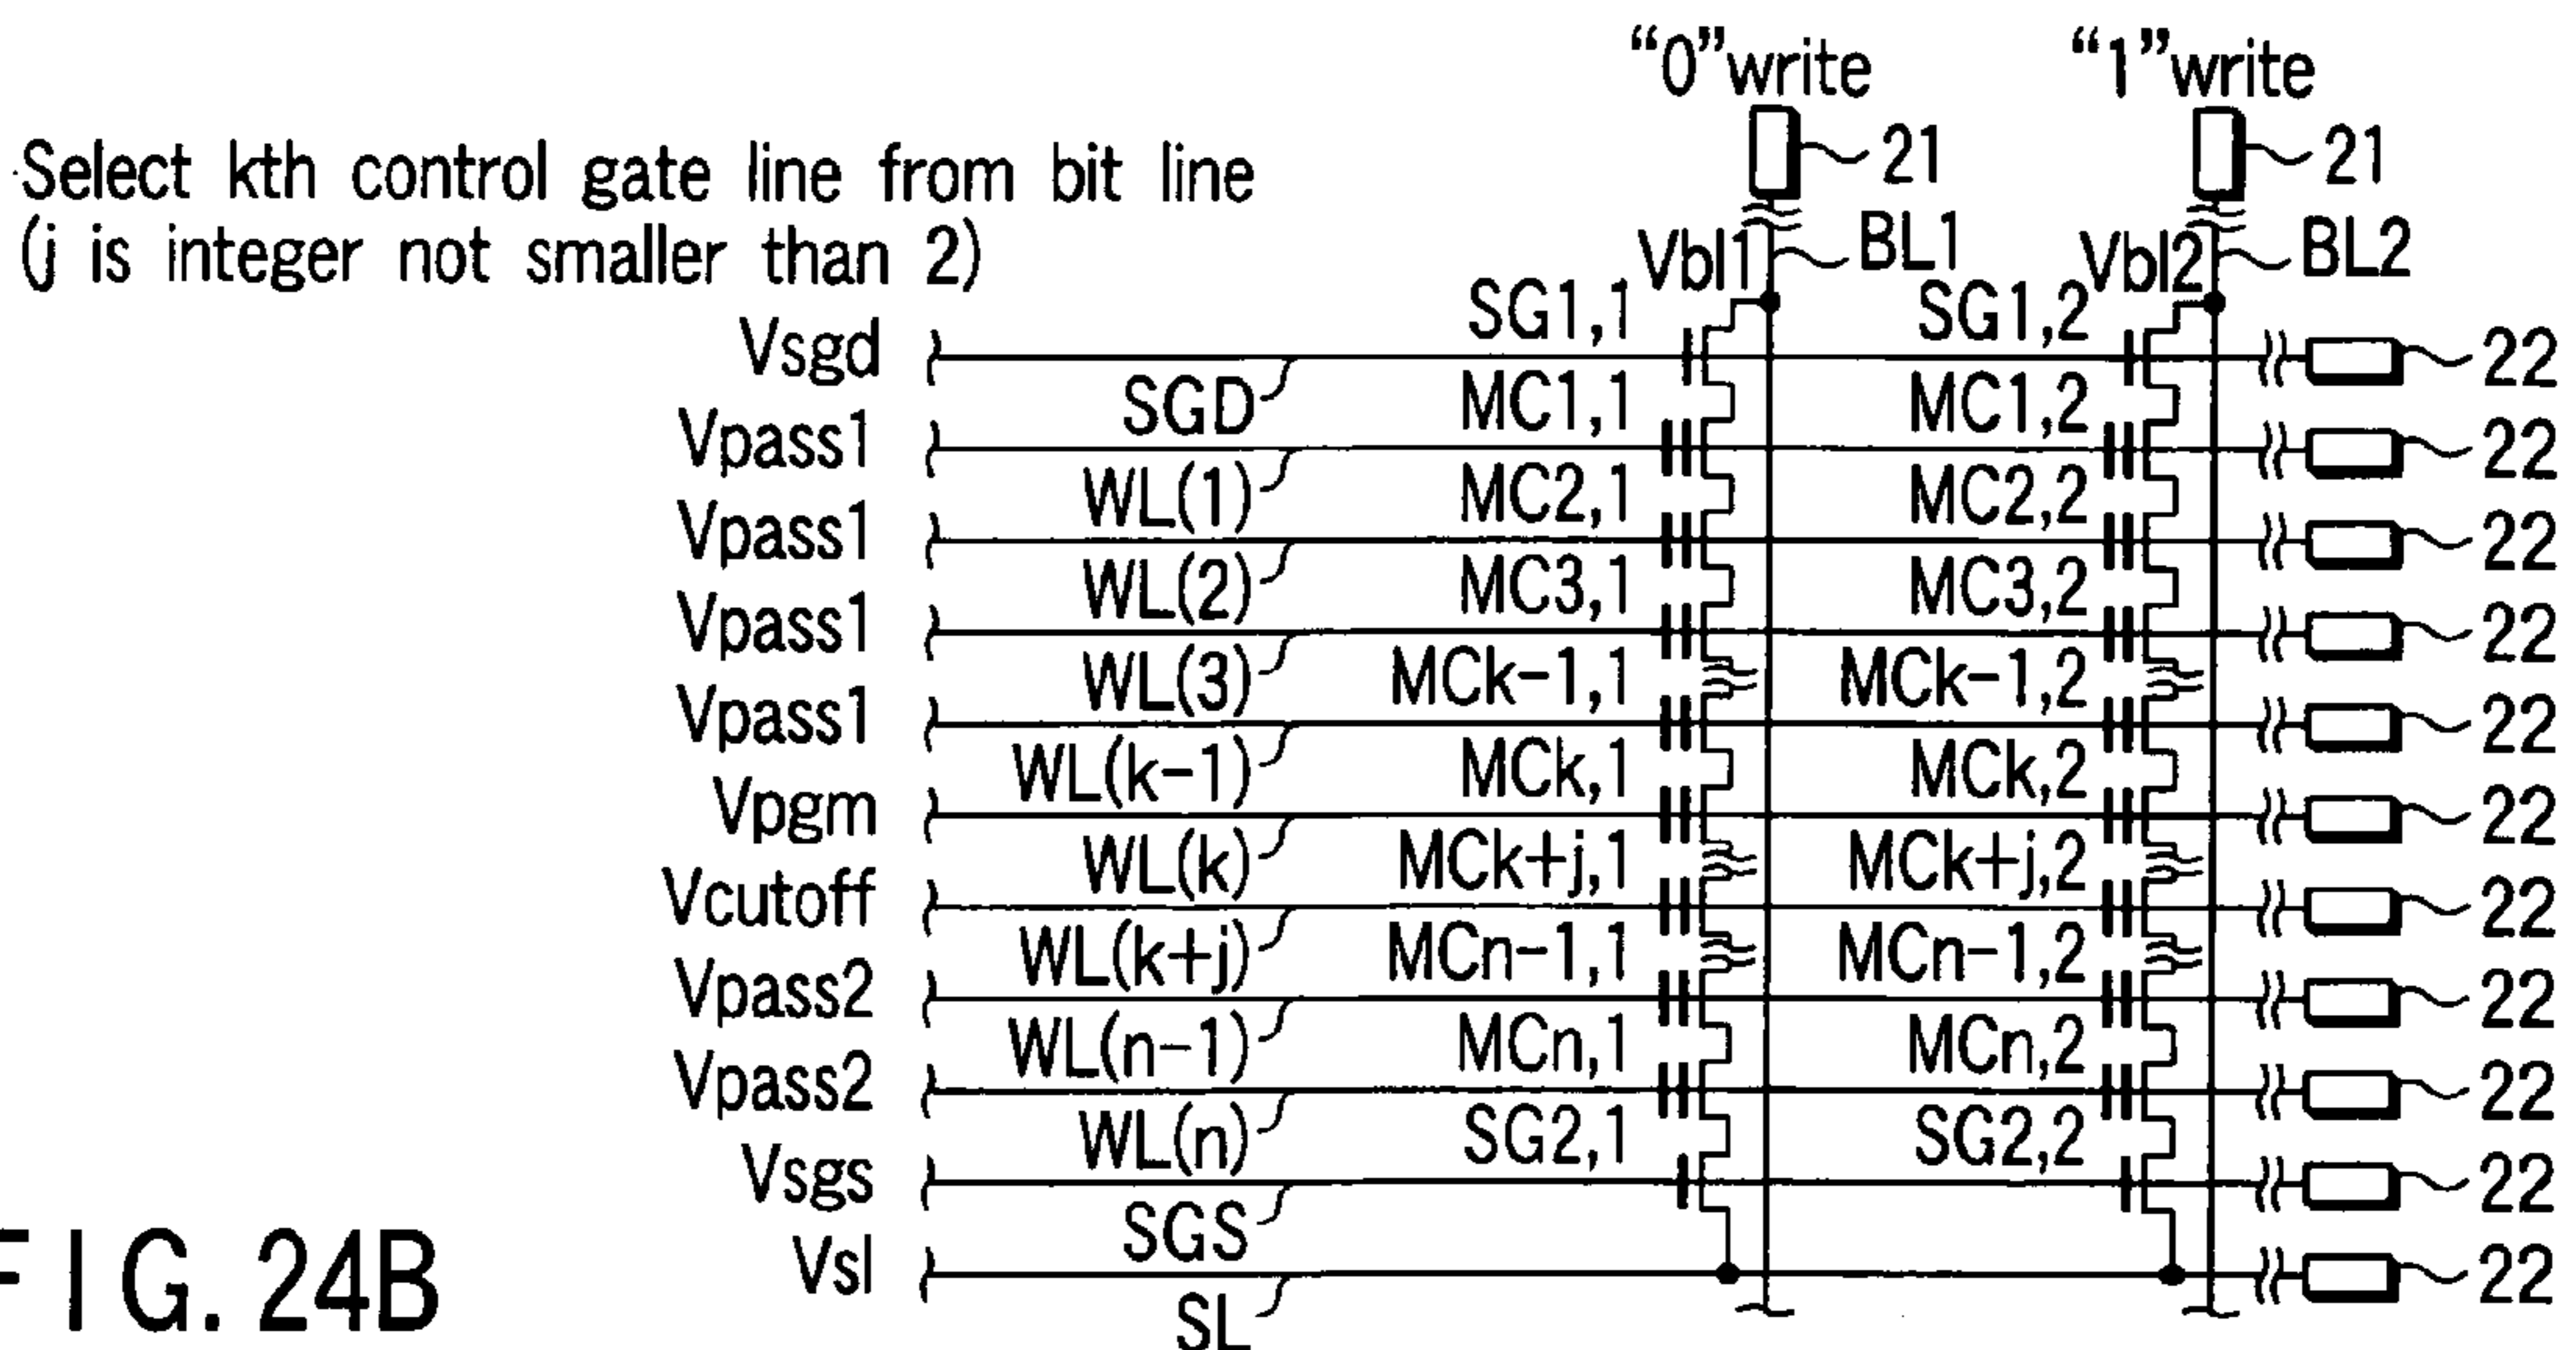 “0”write “1”write
21 21
Select kth control gate line from bit line
(j is integer not smaller than 2)
Vbl1 BL1 Vbl2 BL2
SG1,1 SG1,2
Vsgd 22
SGD MC1,1 MC1,2
Vpass1 22
WL(1) MC2,1 MC2,2
Vpass1 22
WL(2) MC3,1 MC3,2
Vpass1 22
WL(3) MCk-1,1 MCk-1,2
Vpass1 22
WL(k-1) MCk,1 MCk,2
Vpgm 22
WL(k) MCk+j,1 MCk+j,2
Vcutoff 22
WL(k+j) MCn-1,1 MCn-1,2
Vpass2 22
WL(n-1) MCn,1 MCn,2
Vpass2 22
WL(n) SG2,1 SG2,2
Vsgs 22
SGS
Vsl 22
SL
FIG. 24B